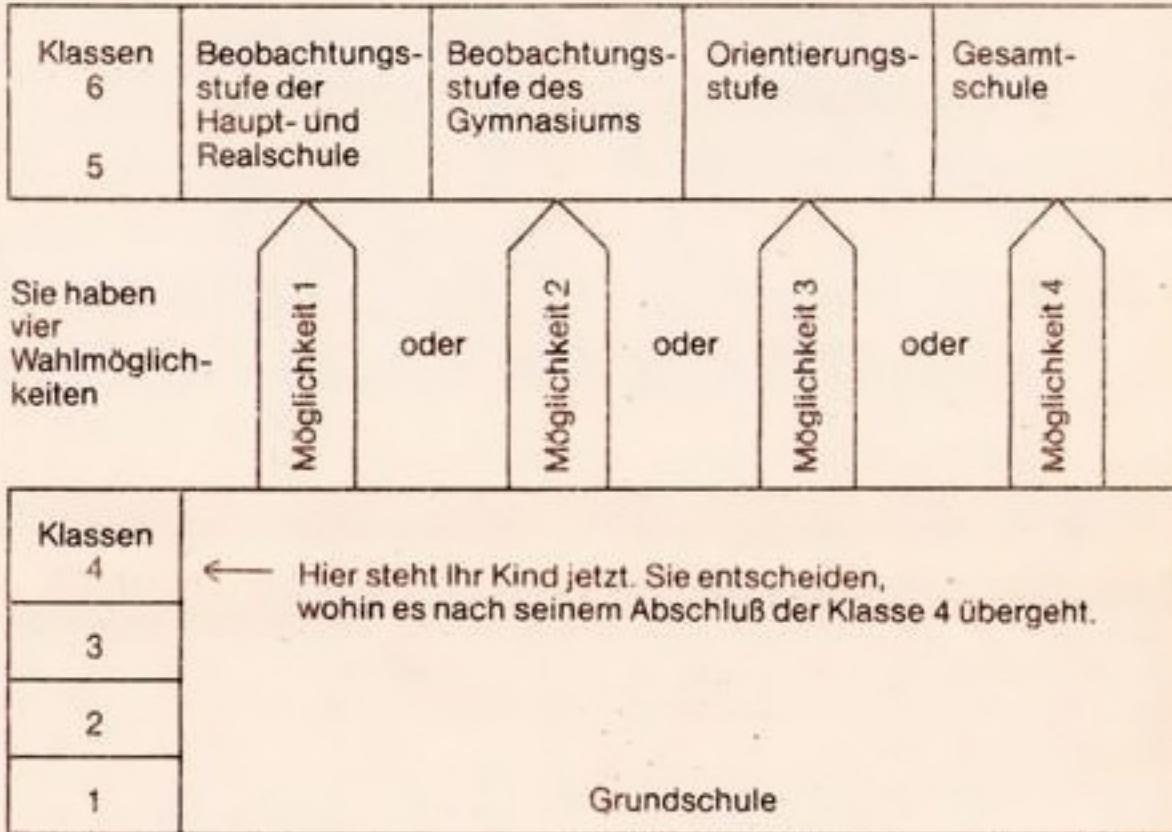 Klassen
6
5
Beobachtungs-
stufe der
Haupt- und
Realschule
Beobachtungs-
stufe des
Gymnasiums
Orientierungs-
stufe
Gesamt-
schule
Sie haben
vier
Wahlmöglich-
keiten
Möglichkeit 1
oder
Möglichkeit 2
oder
Möglichkeit 3
oder
Möglichkeit 4
Klassen
4
← Hier steht Ihr Kind jetzt. Sie entscheiden,
wohin es nach seinem Abschluß der Klasse 4 übergeht.
3
2
1
Grundschule